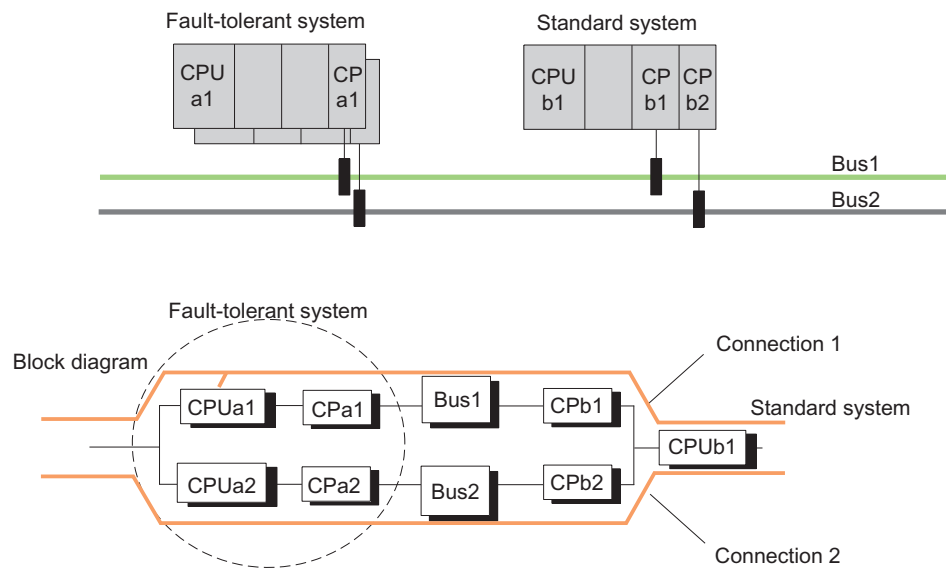 Fault-tolerant system
Standard system
CPU
a1
CP
a1
CPU
b1
CP
b1
CP
b2
Bus1
Bus2
Fault-tolerant system
Block diagram
Connection 1
CPUa1
CPa1
Bus1
CPb1
Standard system
CPUb1
CPUa2
CPa2
Bus2
CPb2
Connection 2